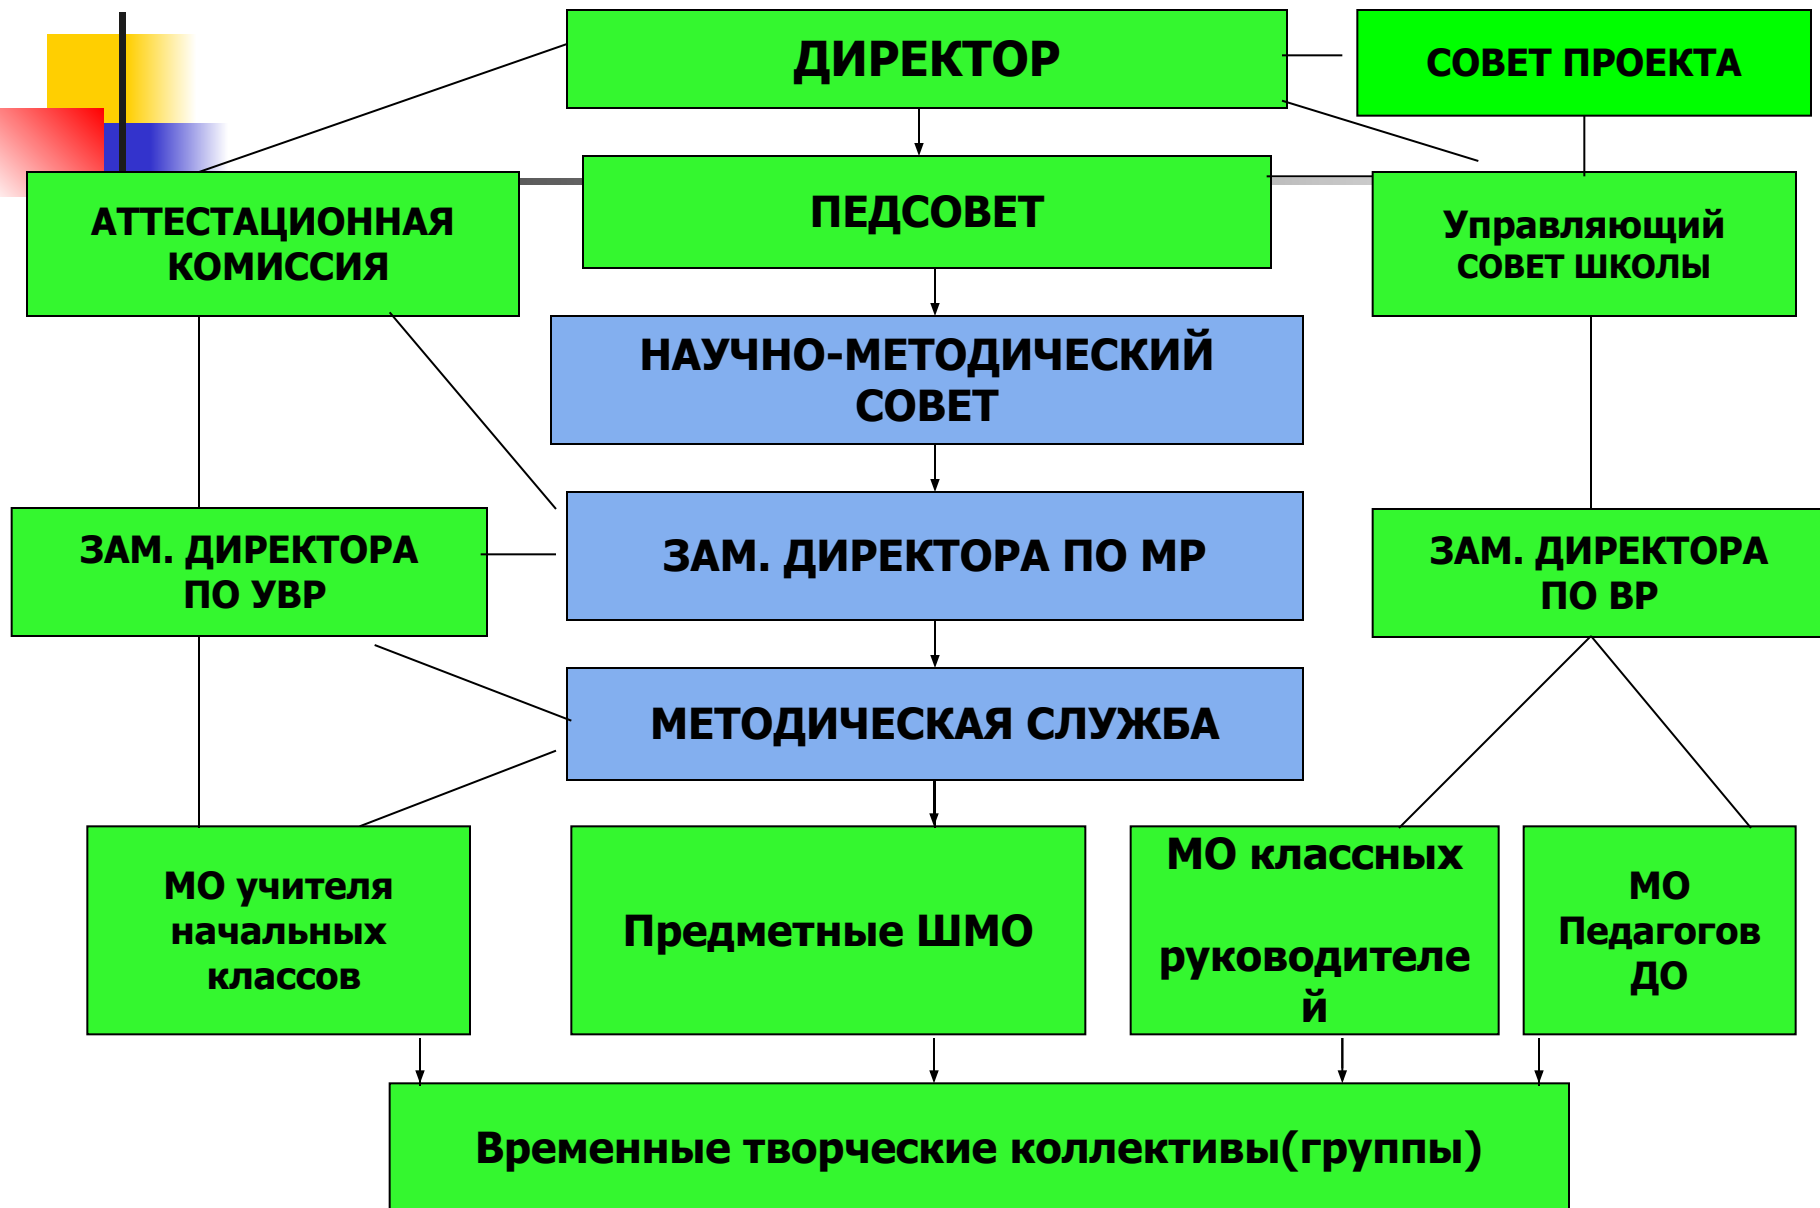 ДИРЕКТОР
СОВЕТ ПРОЕКТА
АТТЕСТАЦИОННАЯ
КОМИССИЯ
ПЕДСОВЕТ
Управляющий
СОВЕТ ШКОЛЫ
НАУЧНО-МЕТОДИЧЕСКИЙ
СОВЕТ
ЗАМ. ДИРЕКТОРА
ПО УВР
ЗАМ. ДИРЕКТОРА ПО МР
ЗАМ. ДИРЕКТОРА
ПО ВР
МЕТОДИЧЕСКАЯ СЛУЖБА
МО учителя
начальных
классов
Предметные ШМО
МО классных
руководителе
й
МО
Педагогов
ДО
Временные творческие коллективы(группы)